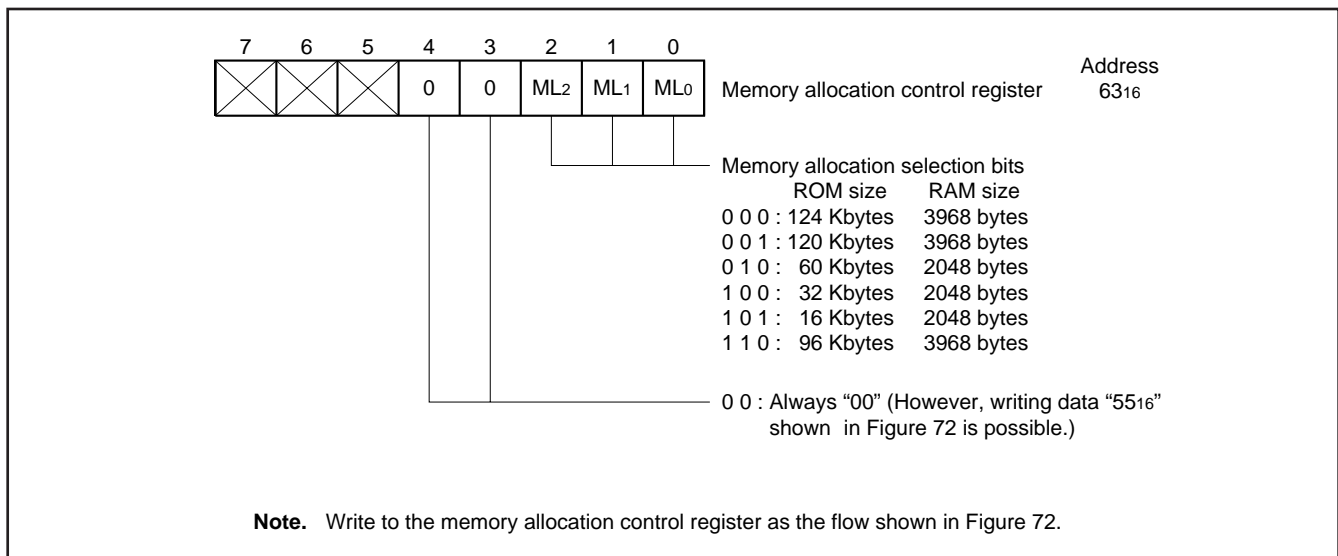 7 6 5 4 3 2 1 0
0 0 ML2 ML1 ML0 Memory allocation control register
Address
6316
Memory allocation selection bits
ROM size RAM size
0 0 0 : 124 Kbytes 3968 bytes
0 0 1 : 120 Kbytes 3968 bytes
0 1 0 : 60 Kbytes 2048 bytes
1 0 0 : 32 Kbytes 2048 bytes
1 0 1 : 16 Kbytes 2048 bytes
1 1 0 : 96 Kbytes 3968 bytes
0 0 : Always “00” (However, writing data “5516”
shown in Figure 72 is possible.)
Note. Write to the memory allocation control register as the flow shown in Figure 72.